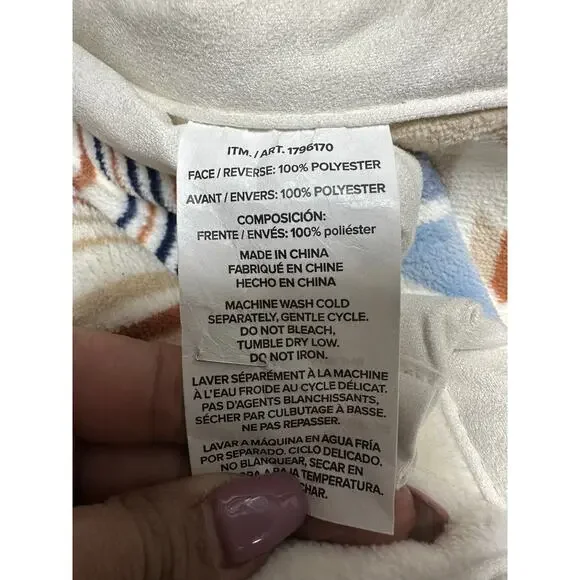 ITM. / ART. 1796170
FACE / REVERSE: 100% POLYESTER
AVANT / ENVERS: 100% POLYESTER
COMPOSICIÓN:
FRENTE / ENVÉS: 100% poliéster
MADE IN CHINA
FABRIQUÉ EN CHINE
HECHO EN CHINA
MACHINE WASH COLD
SEPARATELY, GENTLE CYCLE.
DO NOT BLEACH,
TUMBLE DRY LOW.
DO NOT IRON.
LAVER SÉPARÉMENT À LA MACHINE
À L'EAU FROIDE AU CYCLE DÉLICAT.
PAS D'AGENTS BLANCHISSANTS,
SÉCHER PAR CULBUTAGE À BASSE.
NE PAS REPASSER.
LAVAR A MÁQUINA EN AGUA FRÍA
POR SEPARADO. CICLO DELICADO.
NO BLANQUEAR, SECAR EN
A BAJA TEMPERATURA.